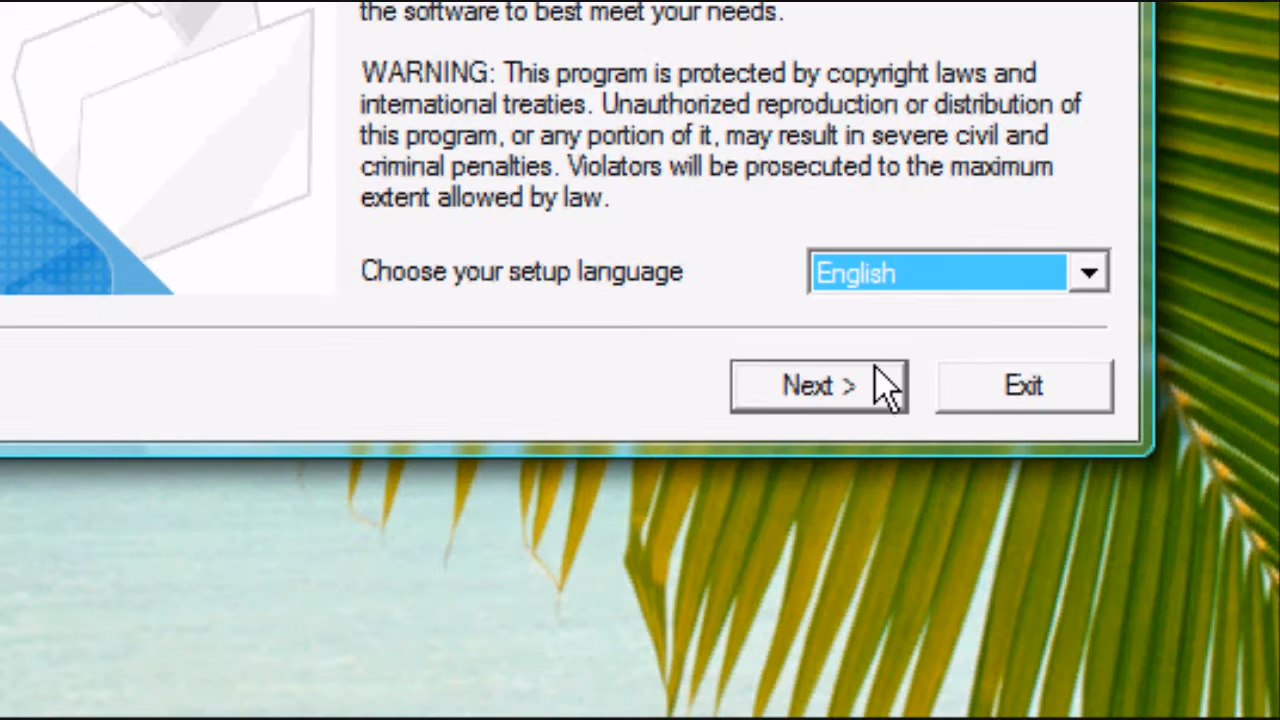 the software to best meet your needs.
WARNING: This program is protected by copyright laws and
international treaties. Unauthorized reproduction or distribution of
this program, or any portion of it, may result in severe civil and
criminal penalties. Violators will be prosecuted to the maximum
extent allowed by law.
Choose your setup language
English
Next >
Exit